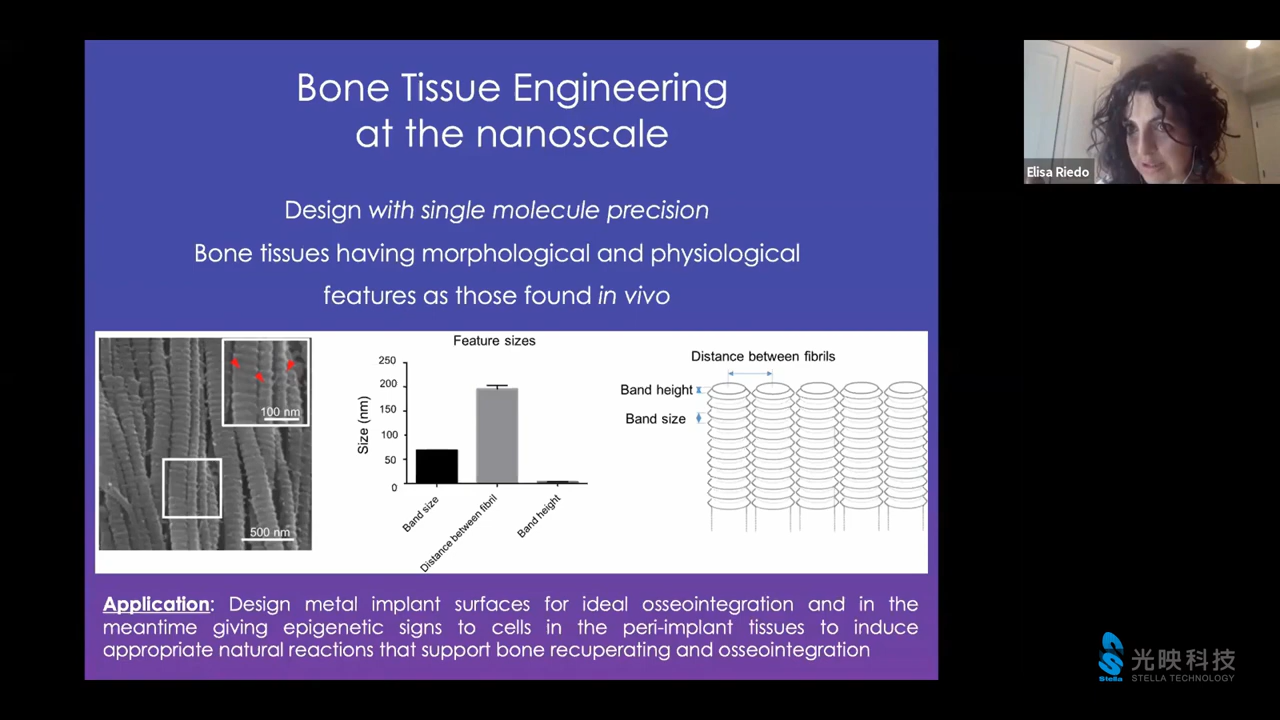 Bone Tissue Engineering
at the nanoscale
Elisa Riedo
Design with single molecule precision
Bone tissues having morphological and physiological
features as those found in vivo
100 nm
500 nm
Feature sizes
Size (nm)
250
200
150
100
50
0
Band size
Distance between fibril
Band height
Distance between fibrils
Band height
Band size
Application: Design metal implant surfaces for ideal osseointegration and in the
meantime giving epigenetic signs to cells in the peri-implant tissues to induce
appropriate natural reactions that support bone recuperating and osseointegration
Stella
光映科技
STELLA TECHNOLOGY